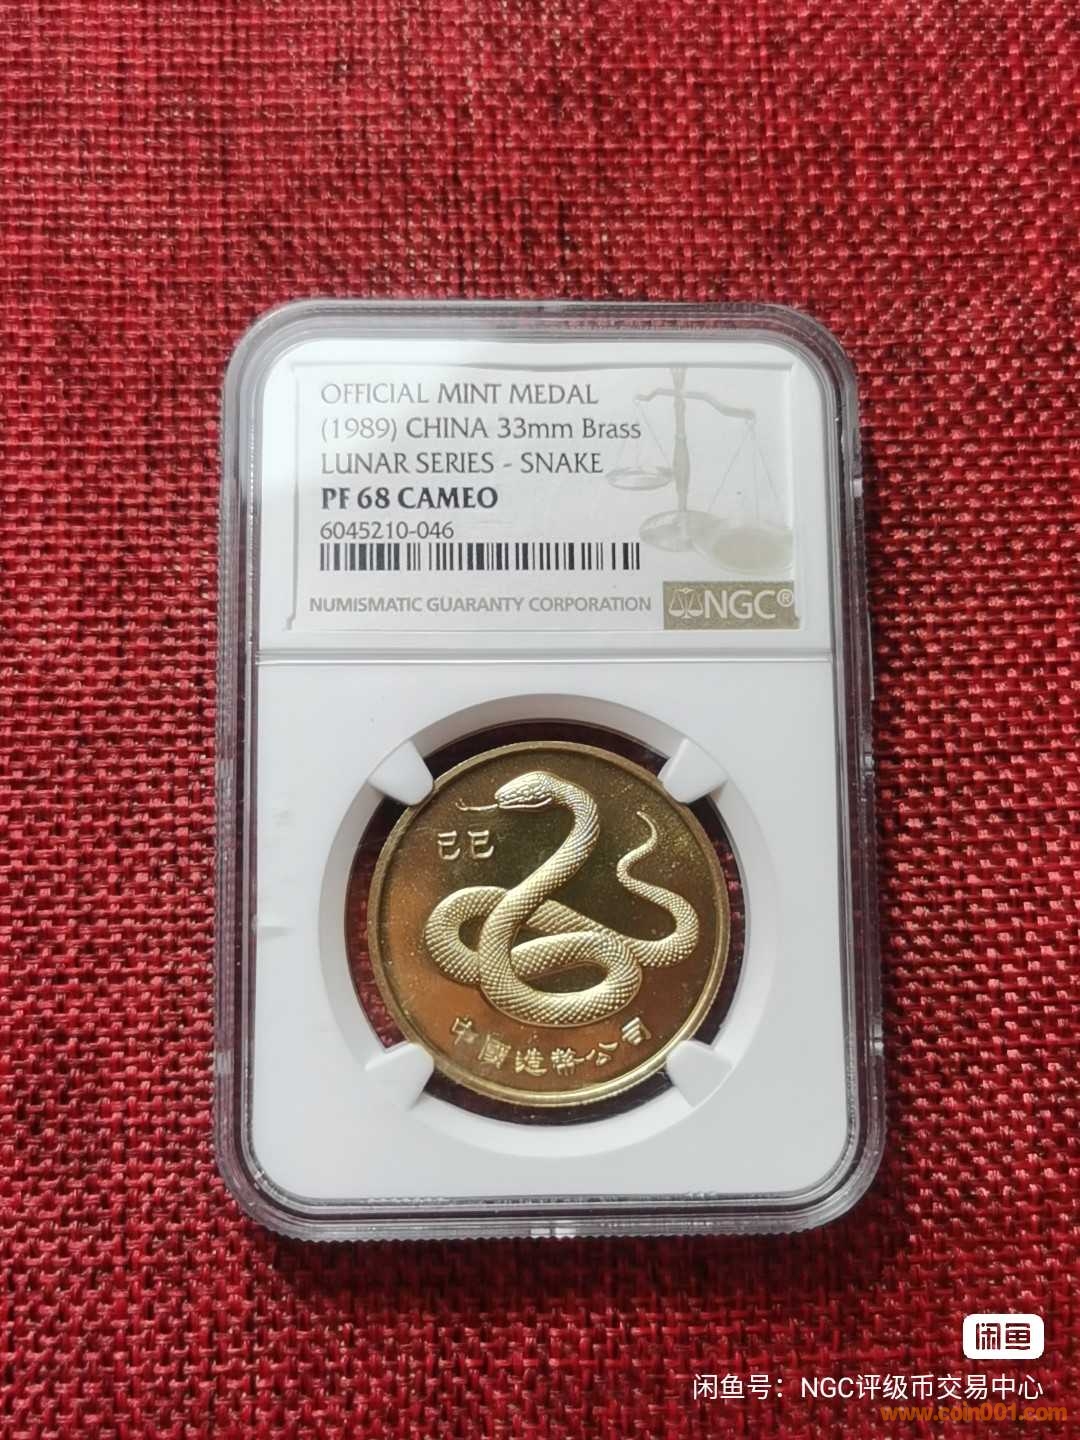 OFFICIAL MINT MEDAL
(1989) CHINA 33mm Brass
LUNAR SERIES - SNAKE
PF 68 CAMEO
6045210-046
NUMISMATIC GUARANTY CORPORATION
NGC®
己巳
中國造幣公司
闲鱼
闲鱼号：NGC评级币交易中心
www.coin001.com